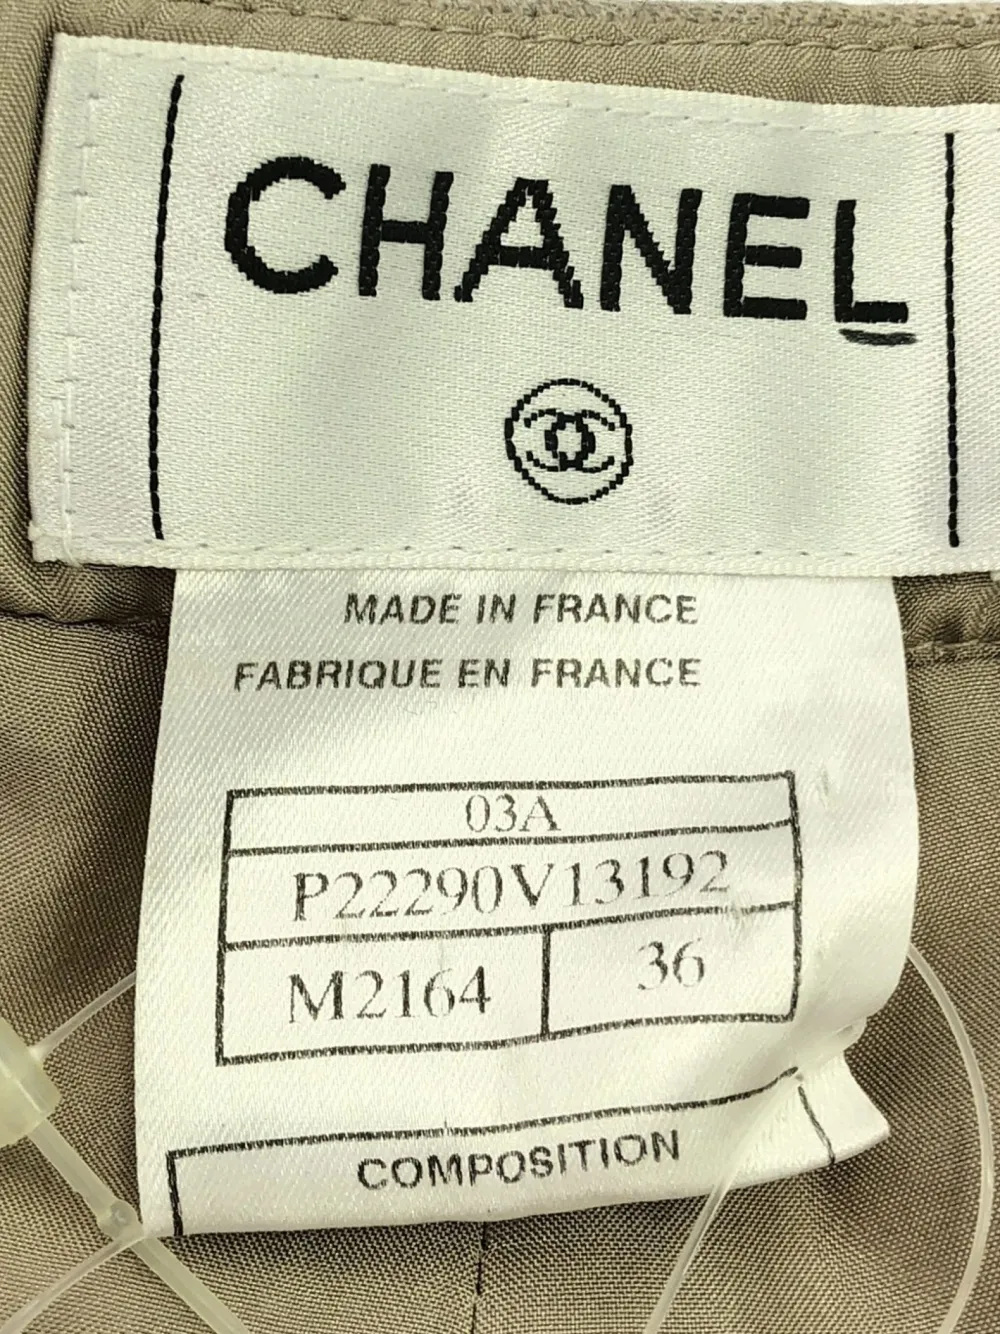 CHANEL
MADE IN FRANCE
FABRIQUE EN FRANCE
03A
P22290V13192
M2164 36
COMPOSITION